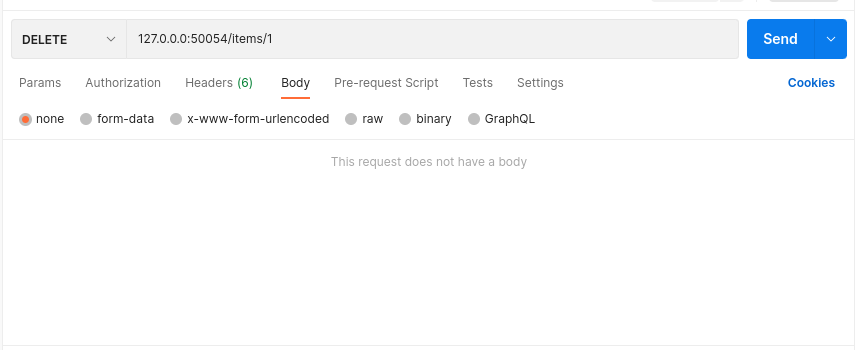 DELETE 127.0.0.0:50054/items/1 Send
Params Authorization Headers (6) Body Pre-request Script Tests Settings Cookies
none form-data x-www-form-urlencoded raw binary GraphQL
This request does not have a body